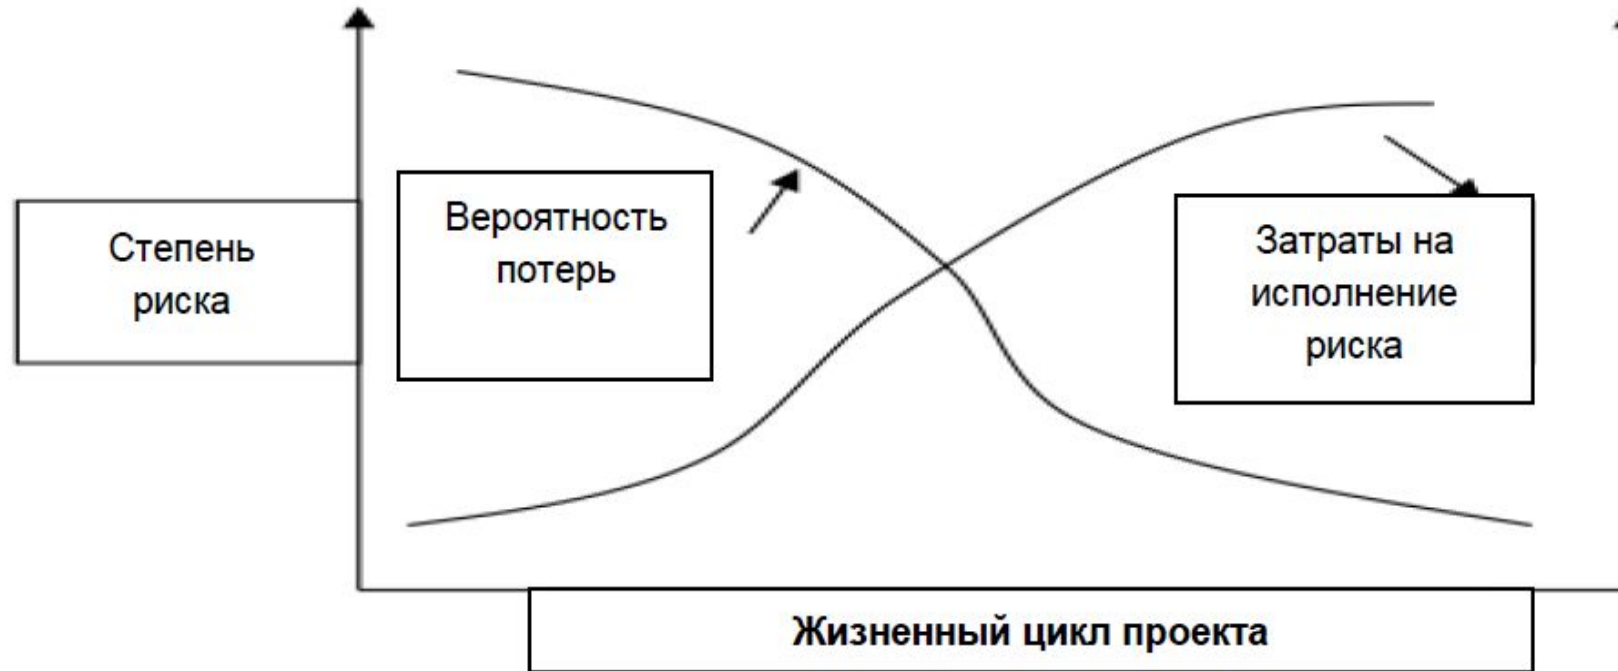 Степень
риска
Вероятность
потерь
Затраты на
исполнение
риска
Жизненный цикл проекта